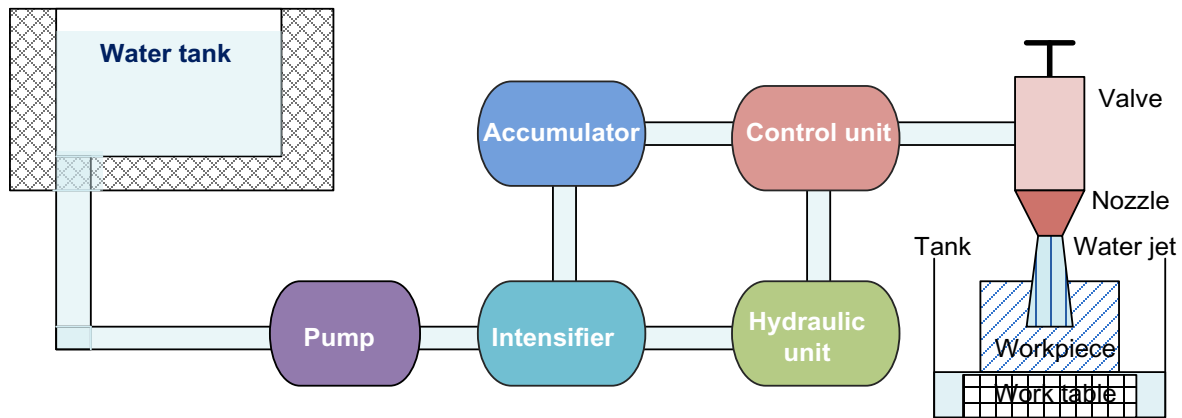 Water tank
Accumulator
Control unit
Valve
Nozzle
Tank
Water jet
Pump
Intensifier
Hydraulic
unit
Workpiece
Work table